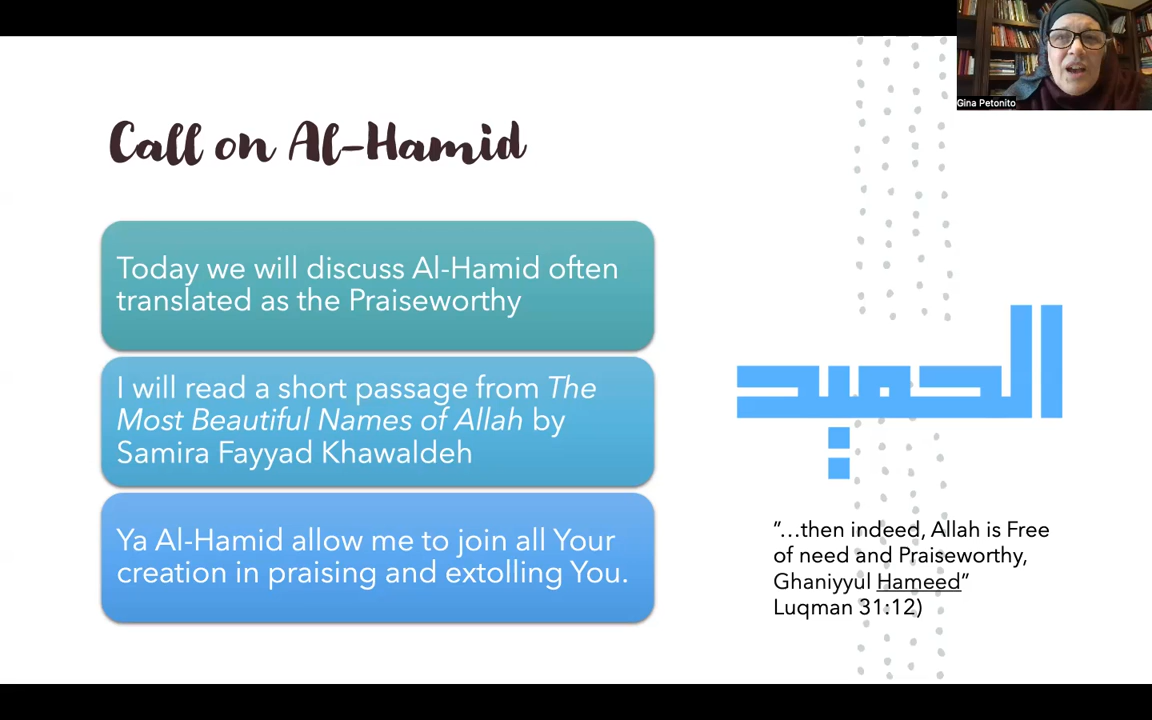 Gina Petonito
Call on Al-Hamid
Today we will discuss Al-Hamid often
translated as the Praiseworthy
I will read a short passage from The
Most Beautiful Names of Allah by
Samira Fayyad Khawaldeh
Ya Al-Hamid allow me to join all Your
creation in praising and extolling You.
الحميد
"…then indeed, Allah is Free
of need and Praiseworthy,
Ghaniyyul Hameed"
Luqman 31:12)